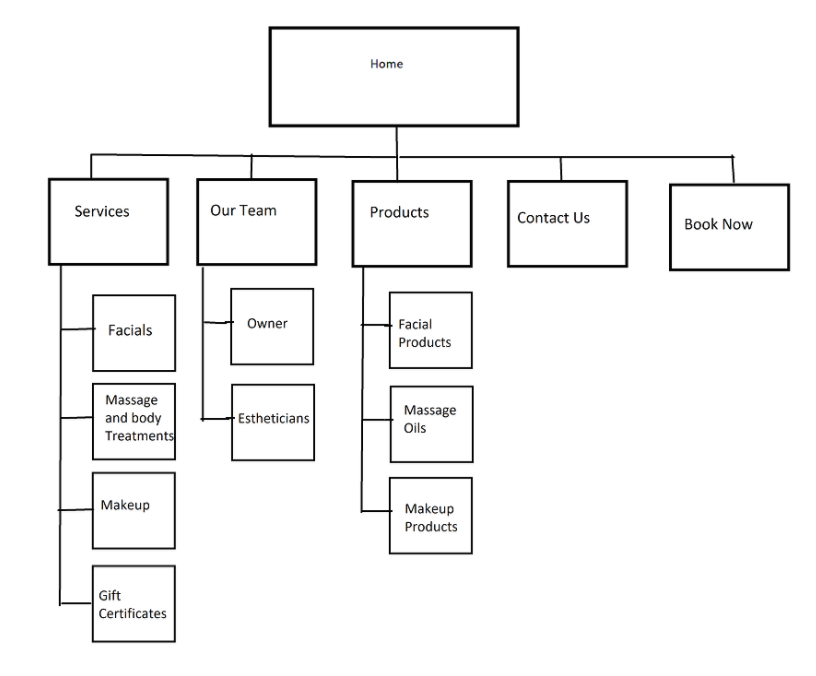 Home
Services
Our Team
Products
Contact Us
Book Now
Facials
Massage
and body
Treatments
Makeup
Gift
Certificates
Owner
Estheticians
Facial
Products
Massage
Oils
Makeup
Products